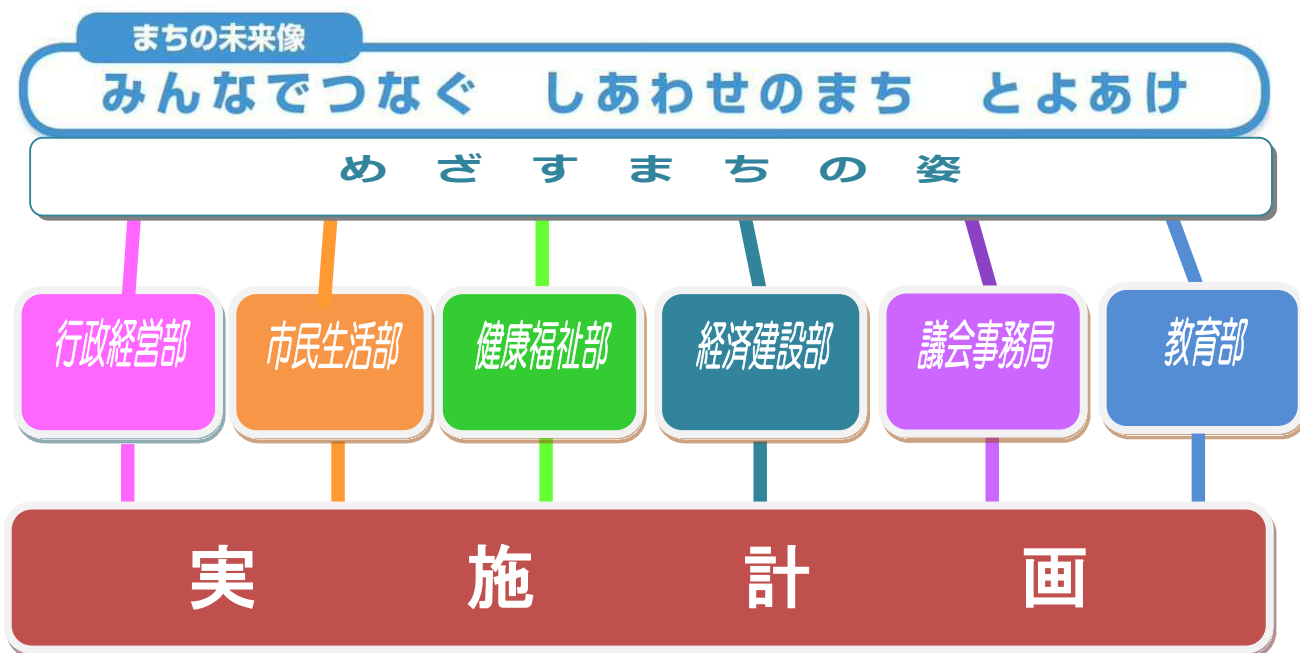 まちの未来像
みんなでつなぐ　しあわせのまち　とよあけ
めざすまちの姿
行政経営部
市民生活部
健康福祉部
経済建設部
議会事務局
教育部
実施計画